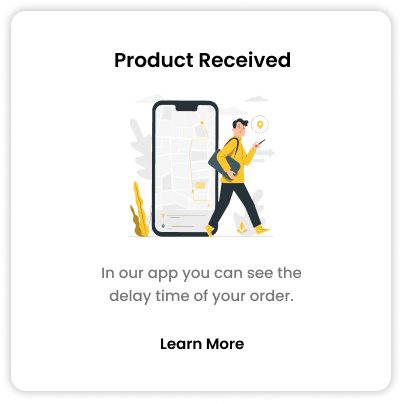 Product Received
In our app you can see the
delay time of your order.
Learn More